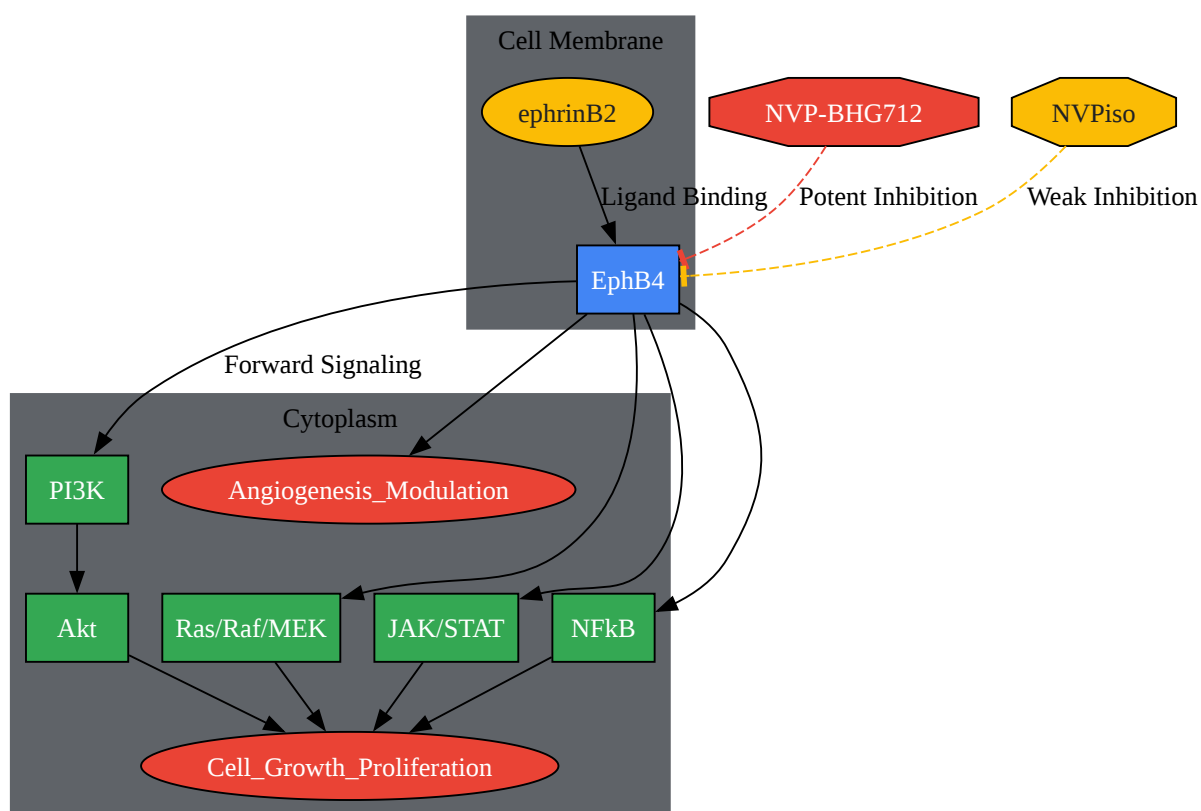 Cell Membrane
ephrinB2
NVP-BHG712
NVPiso
Ligand Binding
Potent Inhibition
Weak Inhibition
EphB4
Forward Signaling
Cytoplasm
PI3K
Angiogenesis_Modulation
Akt
Ras/Raf/MEK
JAK/STAT
NFkB
Cell_Growth_Proliferation